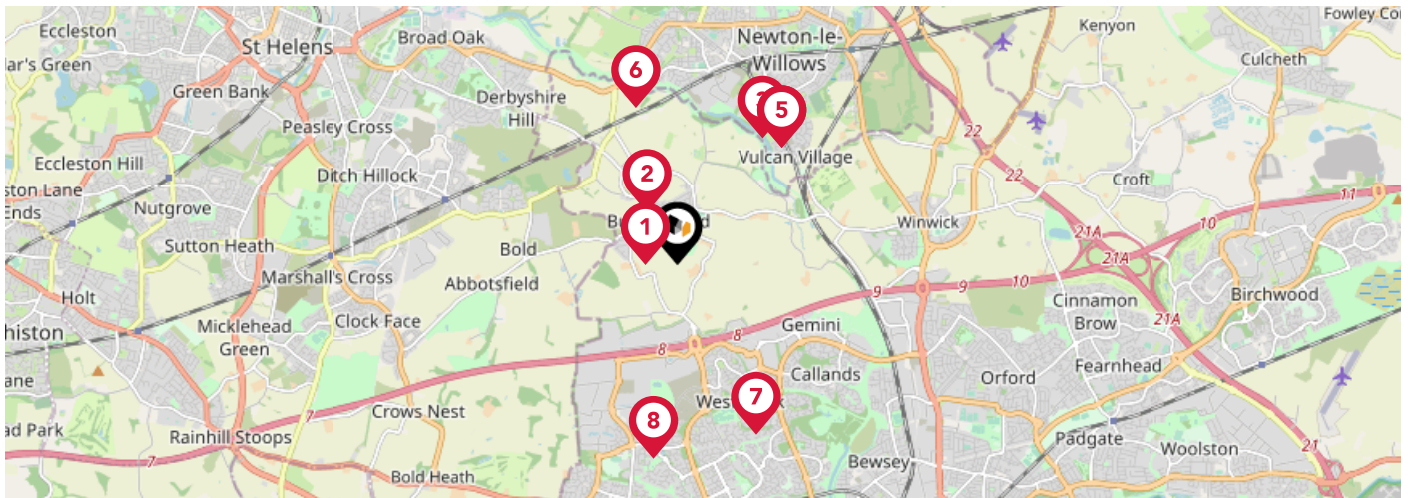 Eccleston
St Helens
Broad Oak
Newton-le-
Willows
Kenyon
Fowley Co
Culcheth
ar's Green
Green Bank
Derbyshire
Hill
6
5
22
Peasley Cross
Vulcan Village
Eccleston Hill
Ditch Hillock
2
22
Croft
ston Lane
Ends
Nutgrove
11
Sutton Heath
Bold
Bu
d
1
Winwick
10
21A
21A
Marshall's Cross
Abbotsfield
9
9
10
Holt
Cinnamon
Brow
Birchwood
histon
Micklehead
Green
Clock Face
8
8
Gemini
21A
ane
Callands
Orford
Fearnhead
7
Crows Nest
Wes
k
7
8
ad Park
Rainhill Stoops
7
Bold Heath
Bewsey
Padgate
Woolston
21